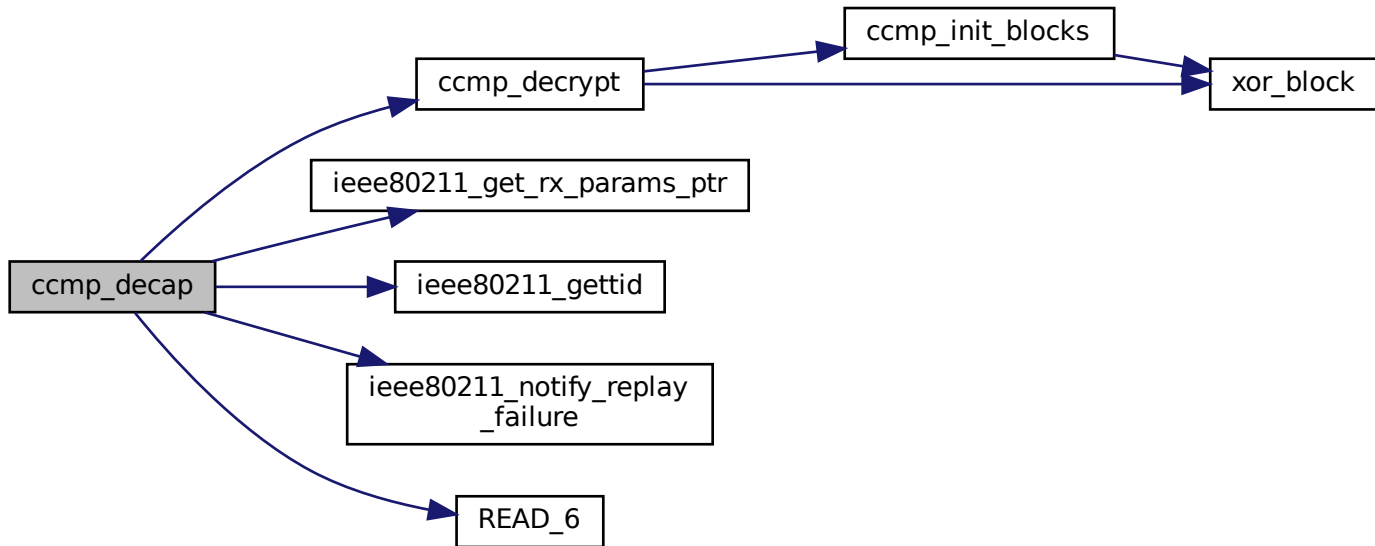 ccmp_init_blocks
ccmp_decrypt
xor_block
ieee80211_get_rx_params_ptr
ccmp_decap
ieee80211_gettid
ieee80211_notify_replay
_failure
READ_6